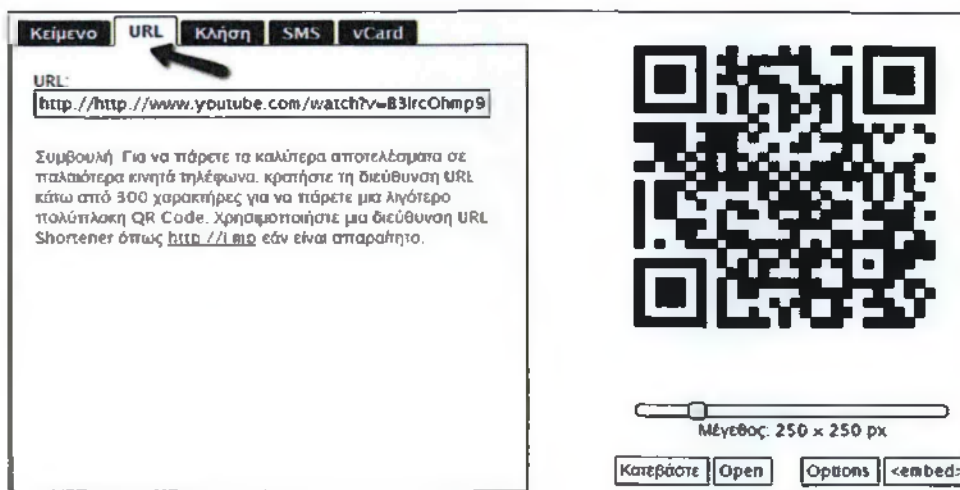 Κείμενο URL Κλήση SMS vCard
URL:
http://http://www.youtube.com/watch?v=B3lrcOhmp9
Συμβουλή Για να πάρετε τα καλύτερα αποτελέσματα σε
παλαιότερα κινητά τηλέφωνα, κρατήστε τη διεύθυνση URL
κάτω από 300 χαρακτήρες για να πάρετε μια λιγότερο
πολύπλοκη QR Code. Χρησιμοποιήστε μια διεύθυνση URL
Shortener όπως http://j.mp εάν είναι απαραίτητο.
Μέγεθος: 250 x 250 px
Κατεβάστε Open Options <embed>